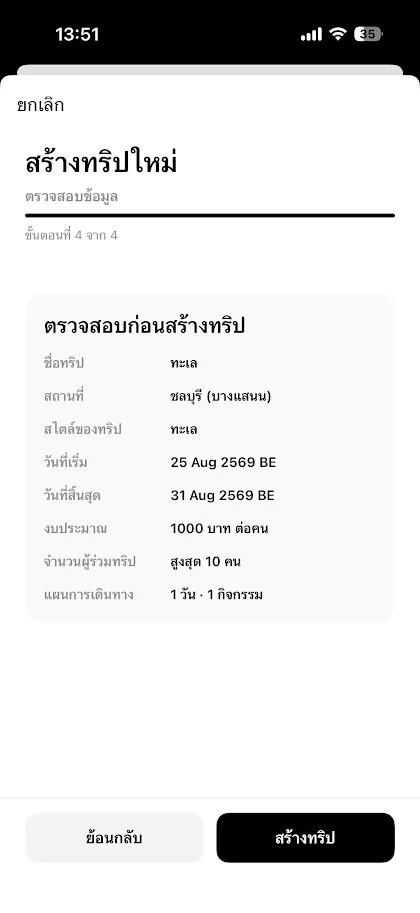 13:51
35
ยกเลิก
สร้างทริปใหม่
ตรวจสอบข้อมูล
ขั้นตอนที่ 4 จาก 4
ตรวจสอบก่อนสร้างทริป
ชื่อทริป ทะเล
สถานที่ ชลบุรี (บางแสนน)
สไตล์ของทริป ทะเล
วันที่เริ่ม 25 Aug 2569 BE
วันที่สิ้นสุด 31 Aug 2569 BE
งบประมาณ 1000 บาท ต่อคน
จำนวนผู้ร่วมทริป สูงสุด 10 คน
แผนการเดินทาง 1 วัน · 1 กิจกรรม
ย้อนกลับ สร้างทริป